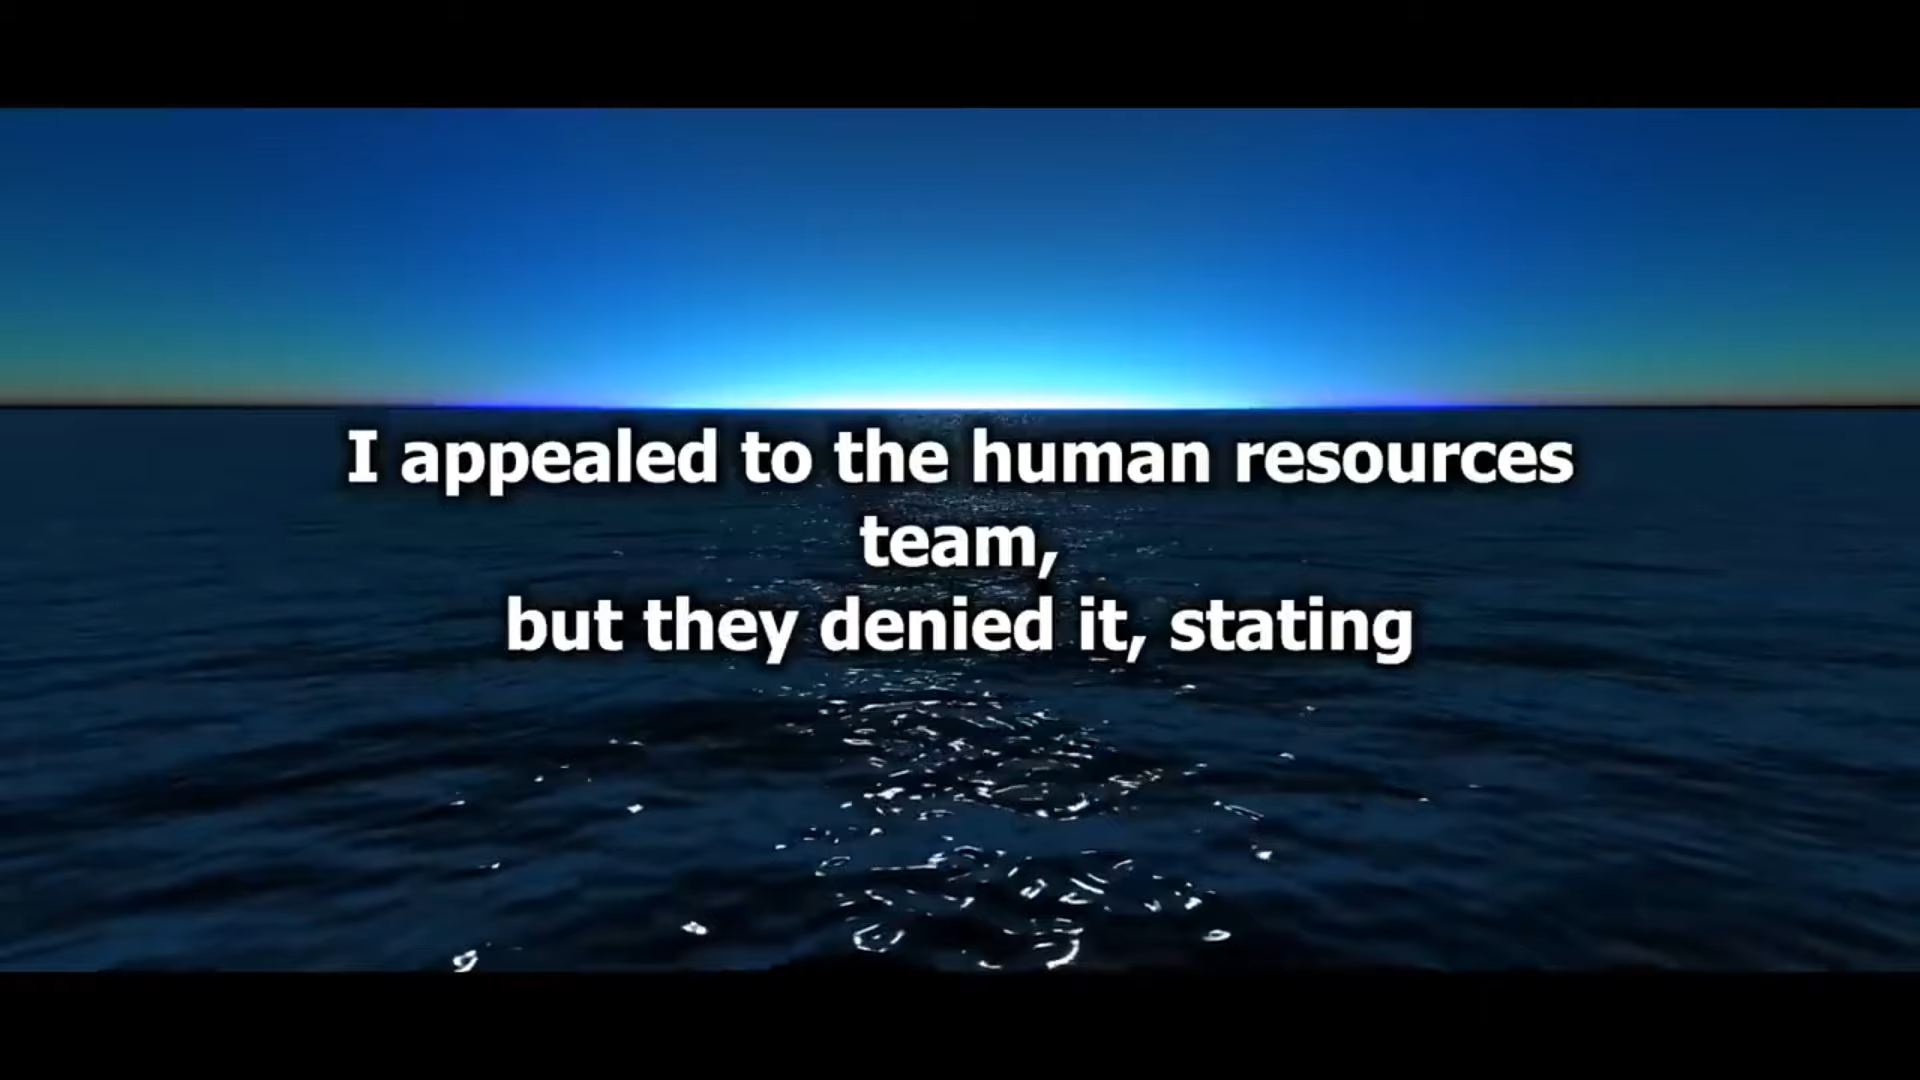 I appealed to the human resources
team,
but they denied it, stating